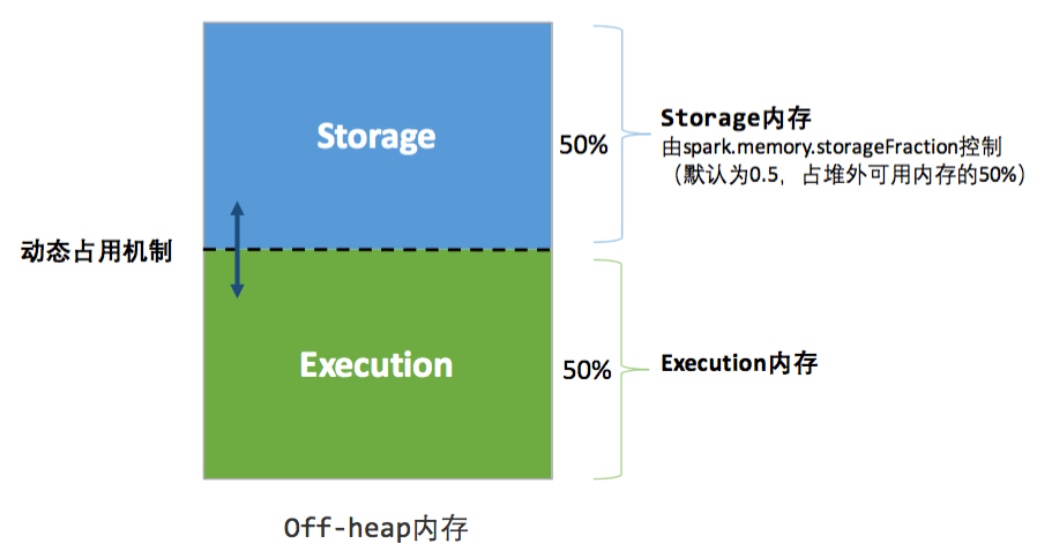 Storage
50%
Storage内存
由spark.memory.storageFraction控制
（默认为0.5，占堆外可用内存的50%）
动态占用机制
Execution
50%
Execution内存
Off-heap内存